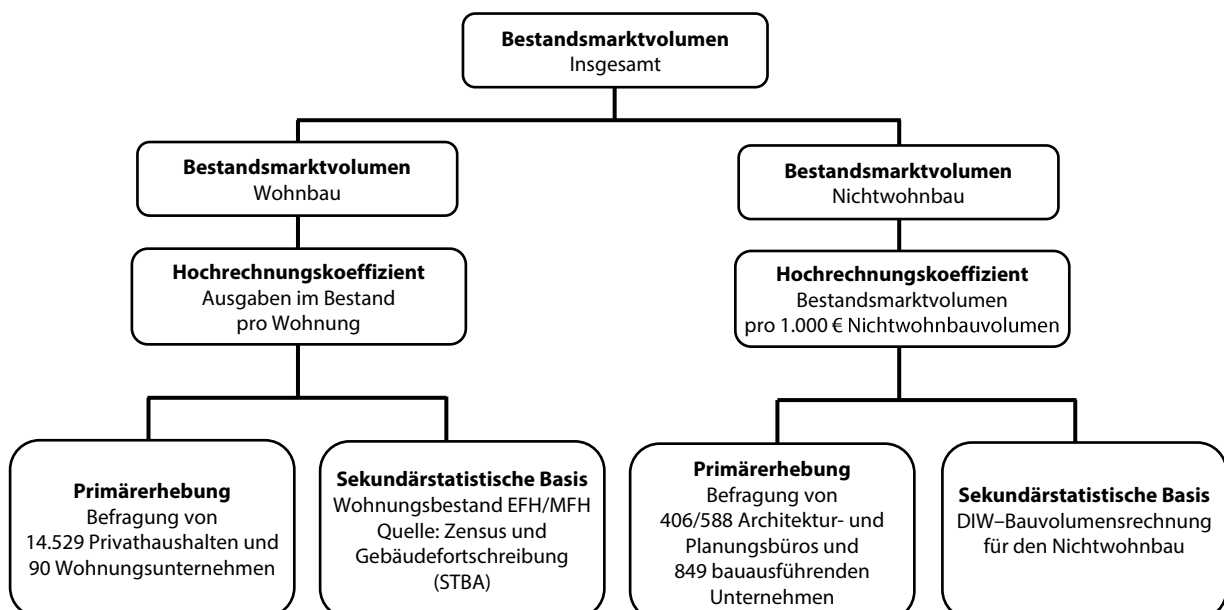 Bestandsmarktvolumen
Insgesamt
Bestandsmarktvolumen
Wohnbau
Bestandsmarktvolumen
Nichtwohnbau
Hochrechnungskoeffizient
Ausgaben im Bestand
pro Wohnung
Hochrechnungskoeffizient
Bestandsmarktvolumen
pro 1.000 € Nichtwohnbauvolumen
Primärerhebung
Befragung von
14.529 Privathaushalten und
90 Wohnungsunternehmen
Sekundärstatistische Basis
Wohnungsbestand EFH/MFH
Quelle: Zensus und
Gebäudefortschreibung
(STBA)
Primärerhebung
Befragung von
406/588 Architektur- und
Planungsbüros und
849 bauausführenden
Unternehmen
Sekundärstatistische Basis
DIW–Bauvolumensrechnung
für den Nichtwohnbau